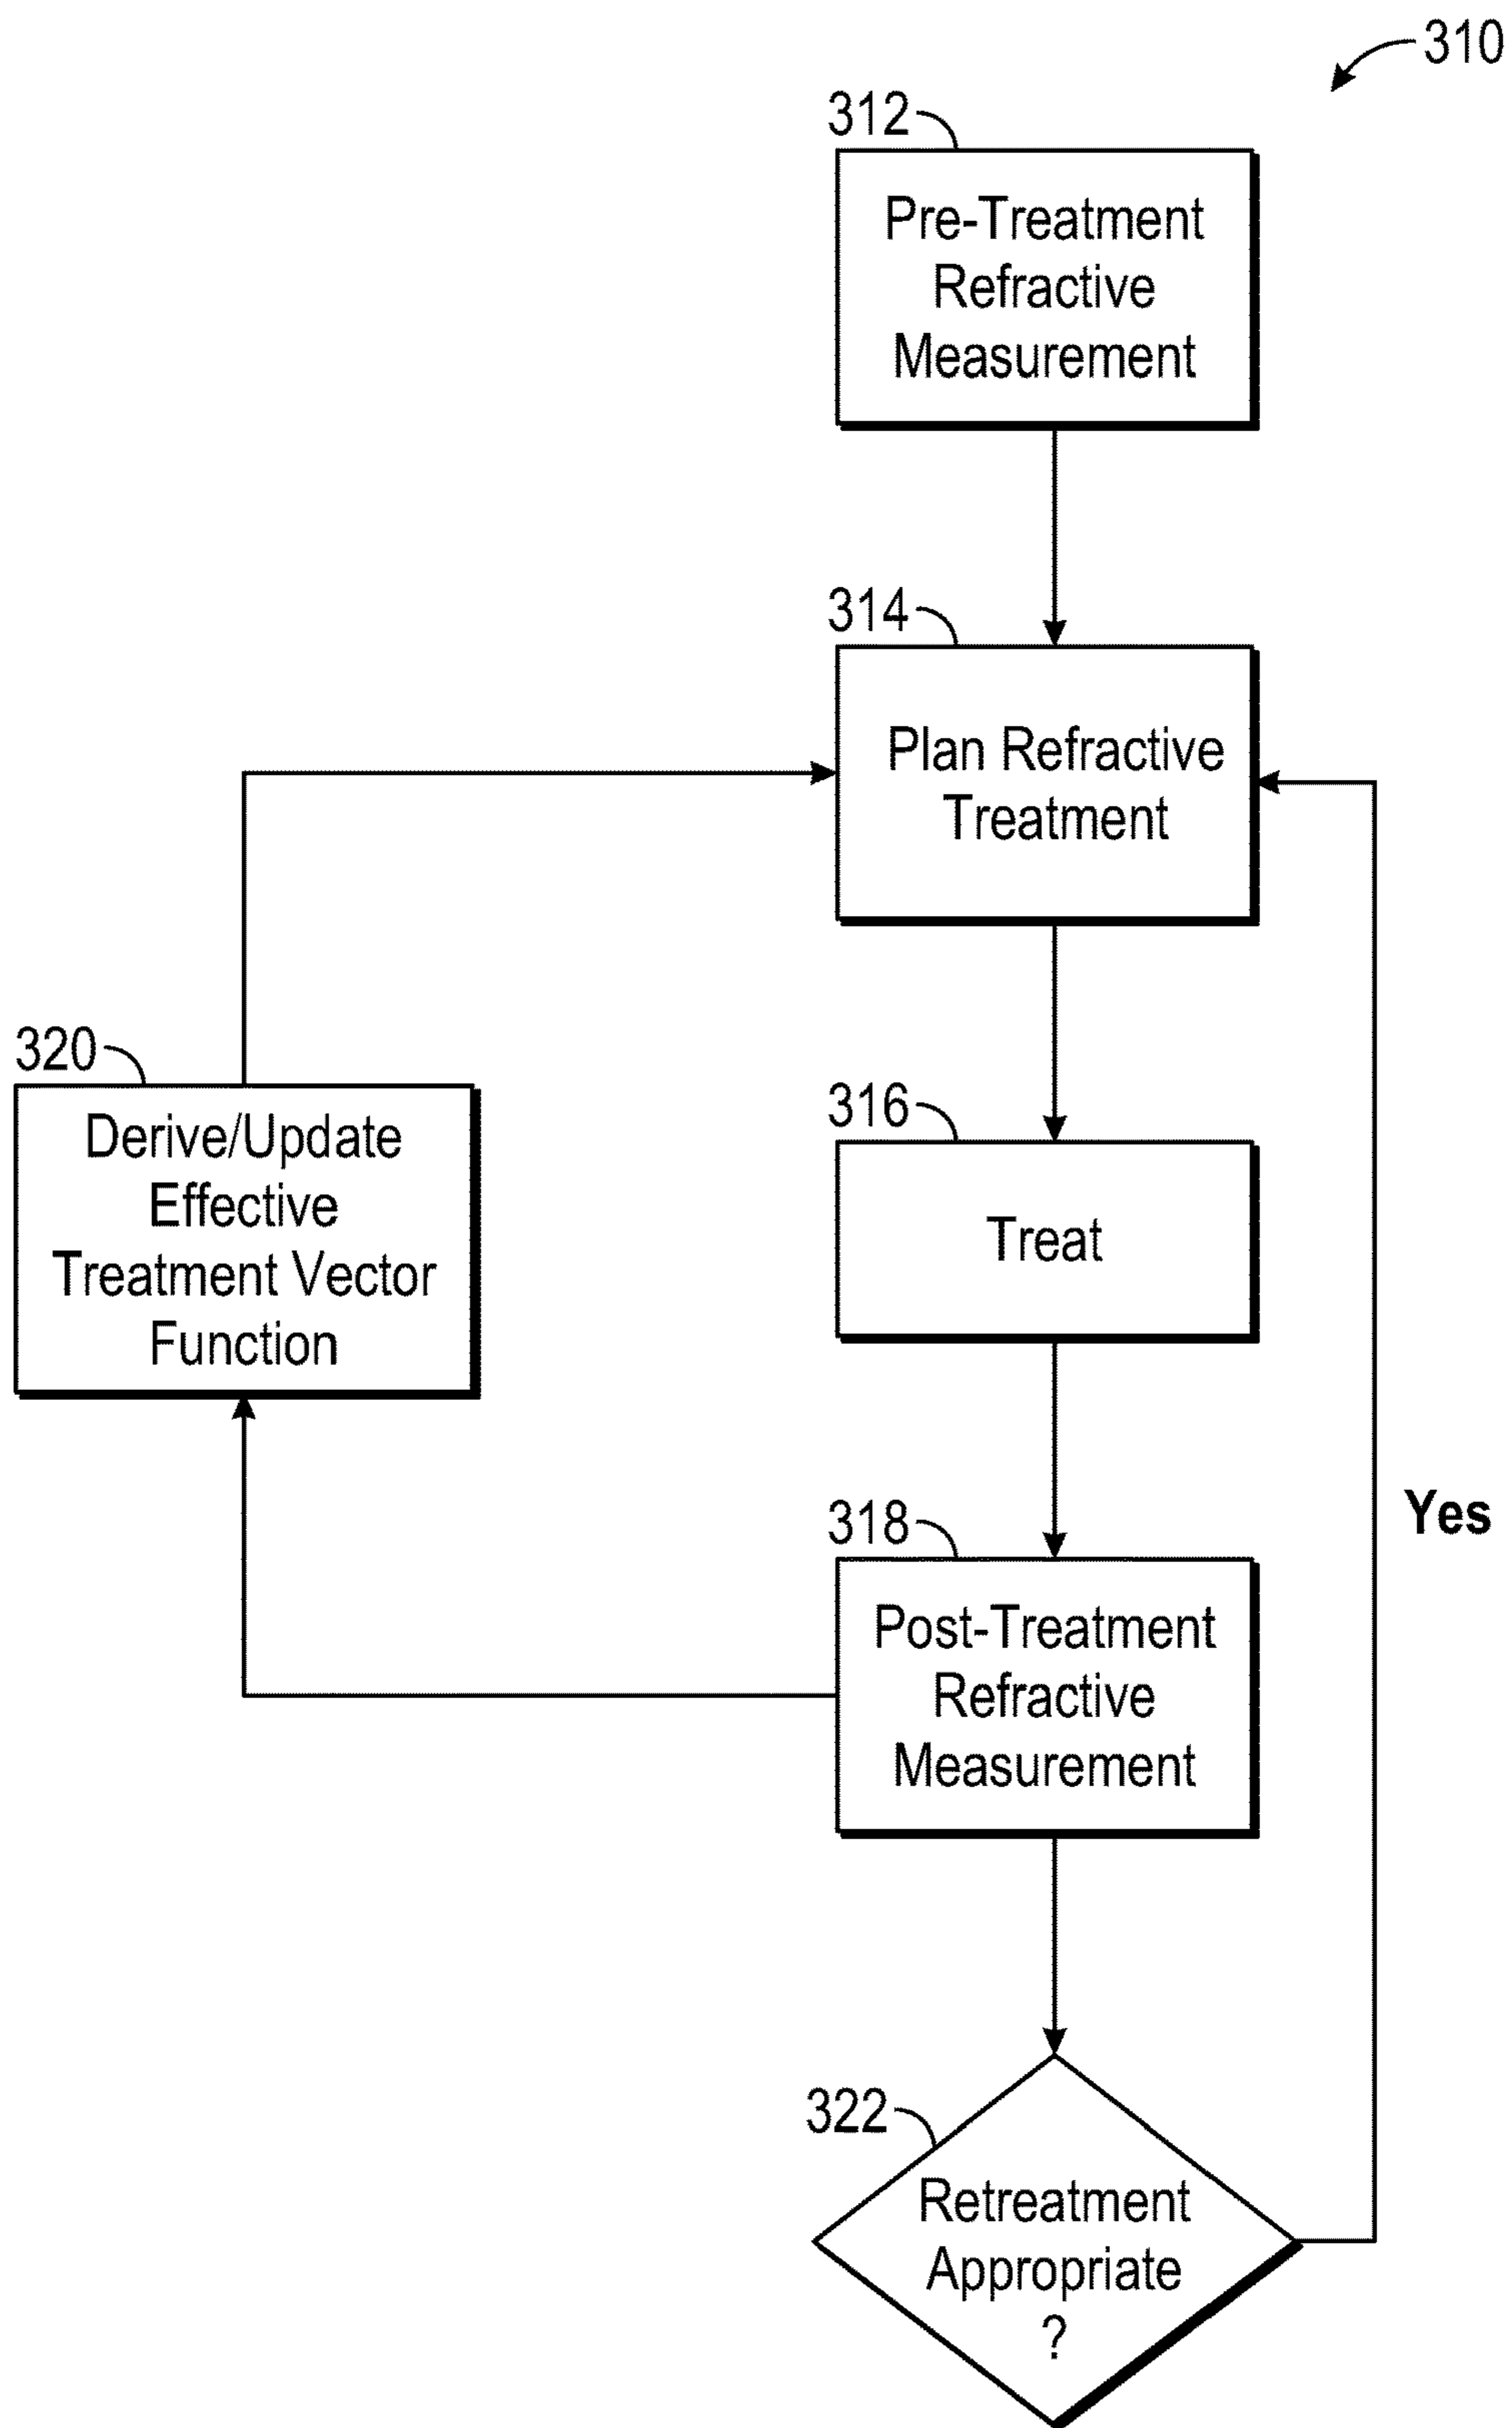 310
312
Pre-Treatment
Refractive
Measurement
314
Plan Refractive
Treatment
320
Derive/Update
Effective
Treatment Vector
Function
316
Treat
Yes
318
Post-Treatment
Refractive
Measurement
322
Retreatment
Appropriate
?